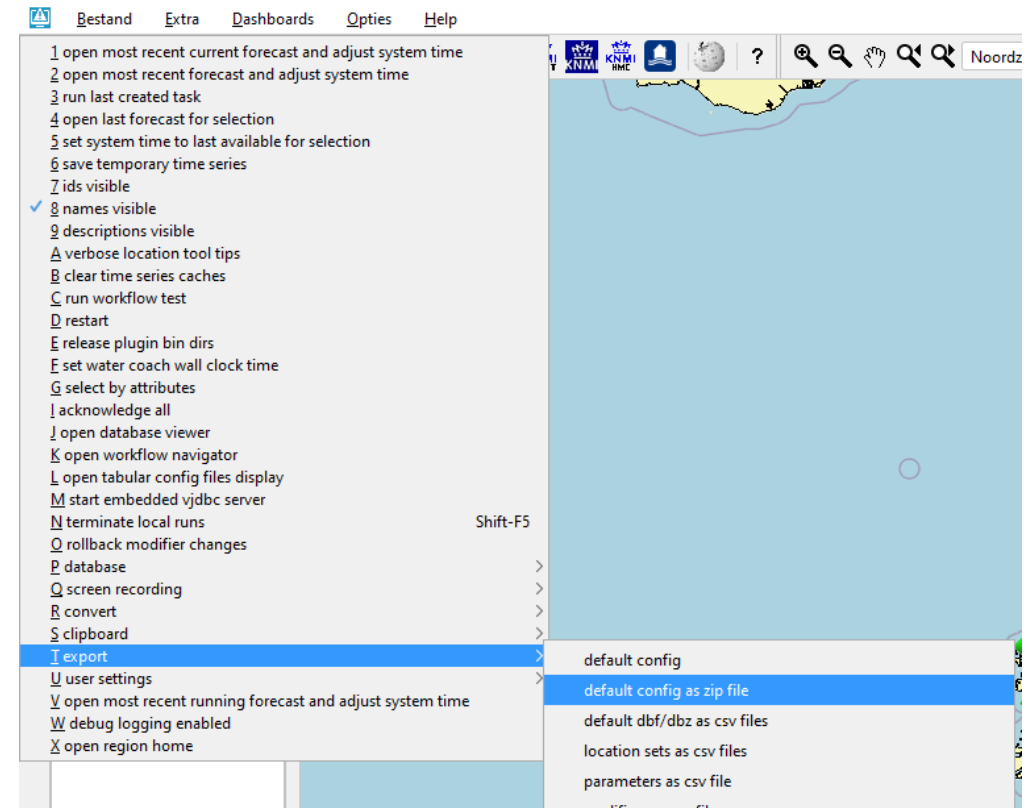 Bestand Extra Dashboards Opties Help
1 open most recent current forecast and adjust system time
2 open most recent forecast and adjust system time
3 run last created task
4 open last forecast for selection
5 set system time to last available for selection
6 save temporary time series
7 ids visible
8 names visible
9 descriptions visible
A verbose location tool tips
B clear time series caches
C run workflow test
D restart
E release plugin bin dirs
F set water coach wall clock time
G select by attributes
I acknowledge all
J open database viewer
K open workflow navigator
L open tabular config files display
M start embedded vjdbc server
N terminate local runs Shift-F5
O rollback modifier changes
P database
Q screen recording
R convert
S clipboard
T export
U user settings
V open most recent running forecast and adjust system time
W debug logging enabled
X open region home
KNMI
KNMI
HMC
?
Noordz
default config
default config as zip file
default dbf/dbz as csv files
location sets as csv files
parameters as csv file